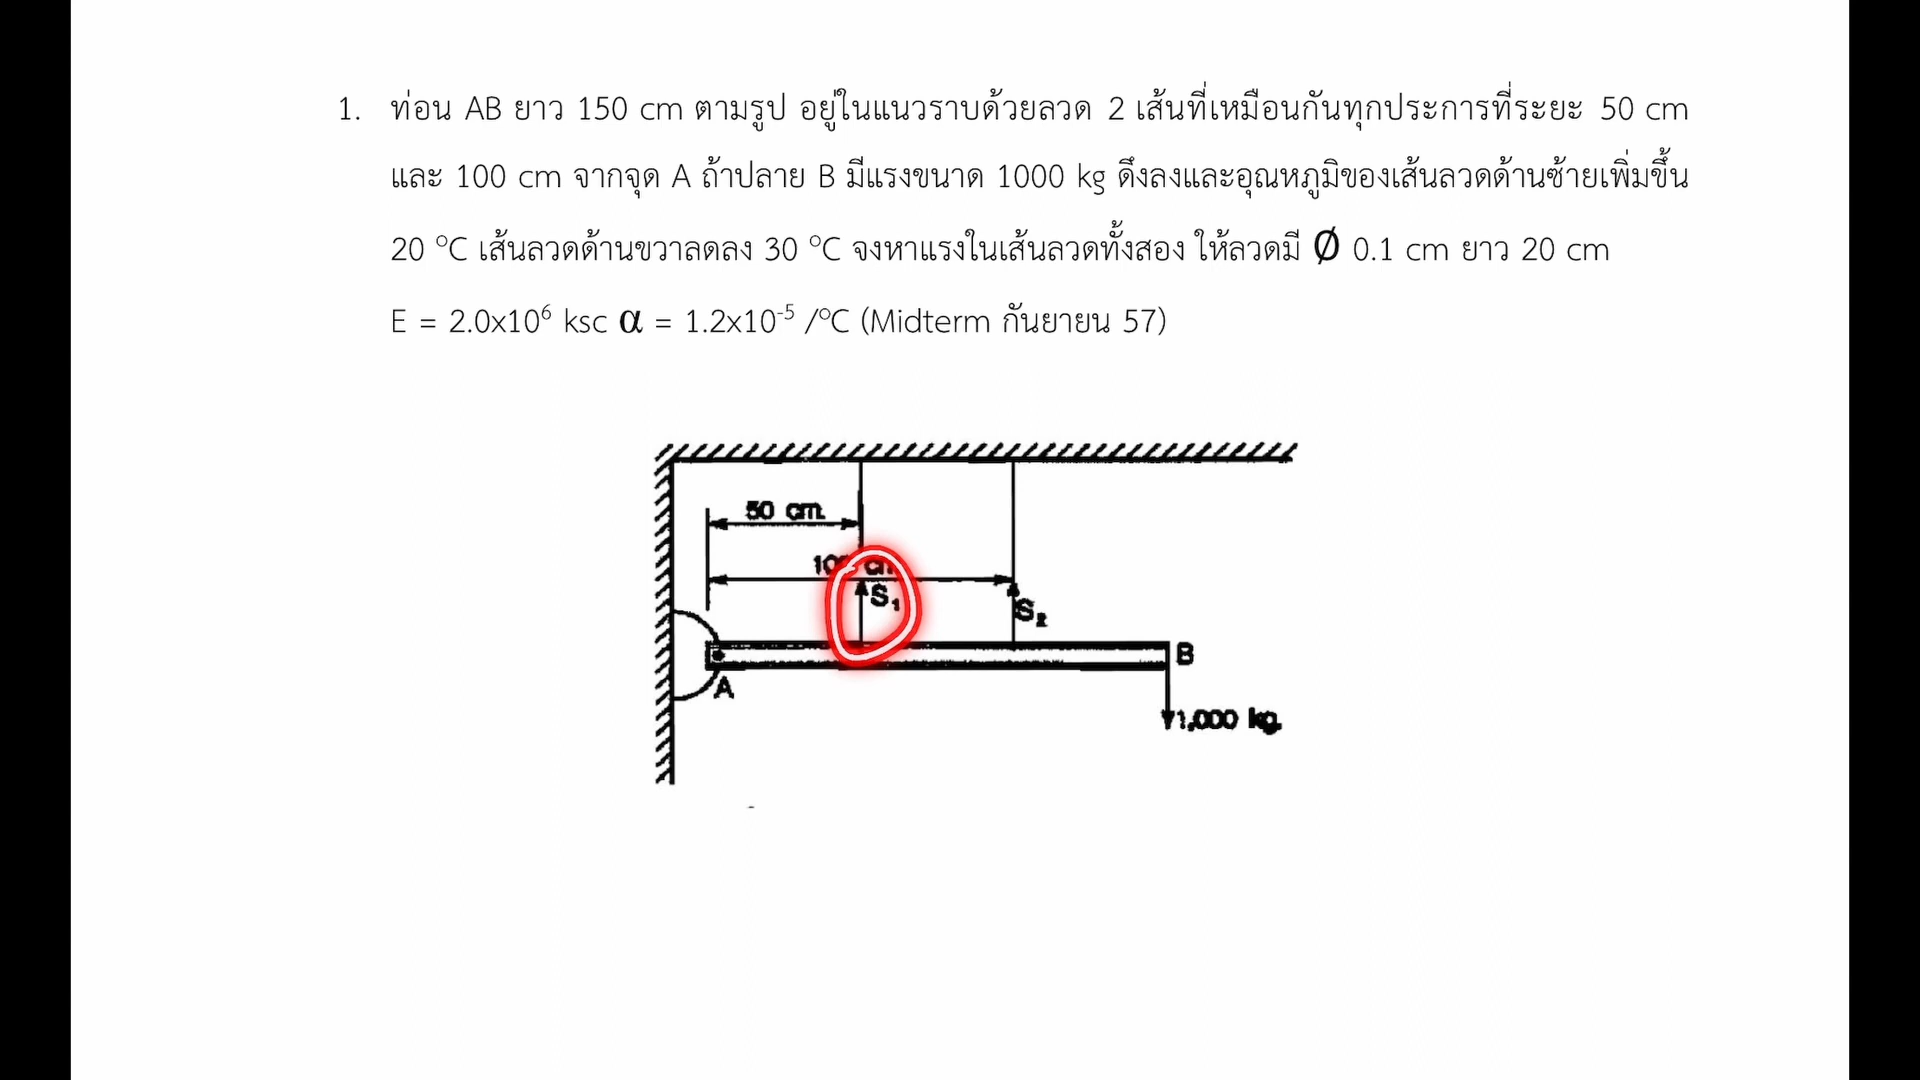 1. ท่อน AB ยาว 150 cm ตามรูป อยู่ในแนวราบด้วยลวด 2 เส้นที่เหมือนกันทุกประการที่ระยะ 50 cm
และ 100 cm จากจุด A ถ้าปลาย B มีแรงขนาด 1000 kg ดึงลงและอุณหภูมิของเส้นลวดด้านซ้ายเพิ่มขึ้น
20 °C เส้นลวดด้านขวาลดลง 30 °C จงหาแรงในเส้นลวดทั้งสอง ให้ลวดมี Ø 0.1 cm ยาว 20 cm
E = 2.0x10⁶ ksc α = 1.2x10⁻⁵ /°C (Midterm กันยายน 57)
50 cm.
S₁
S₂
B
A
1,000 kg.